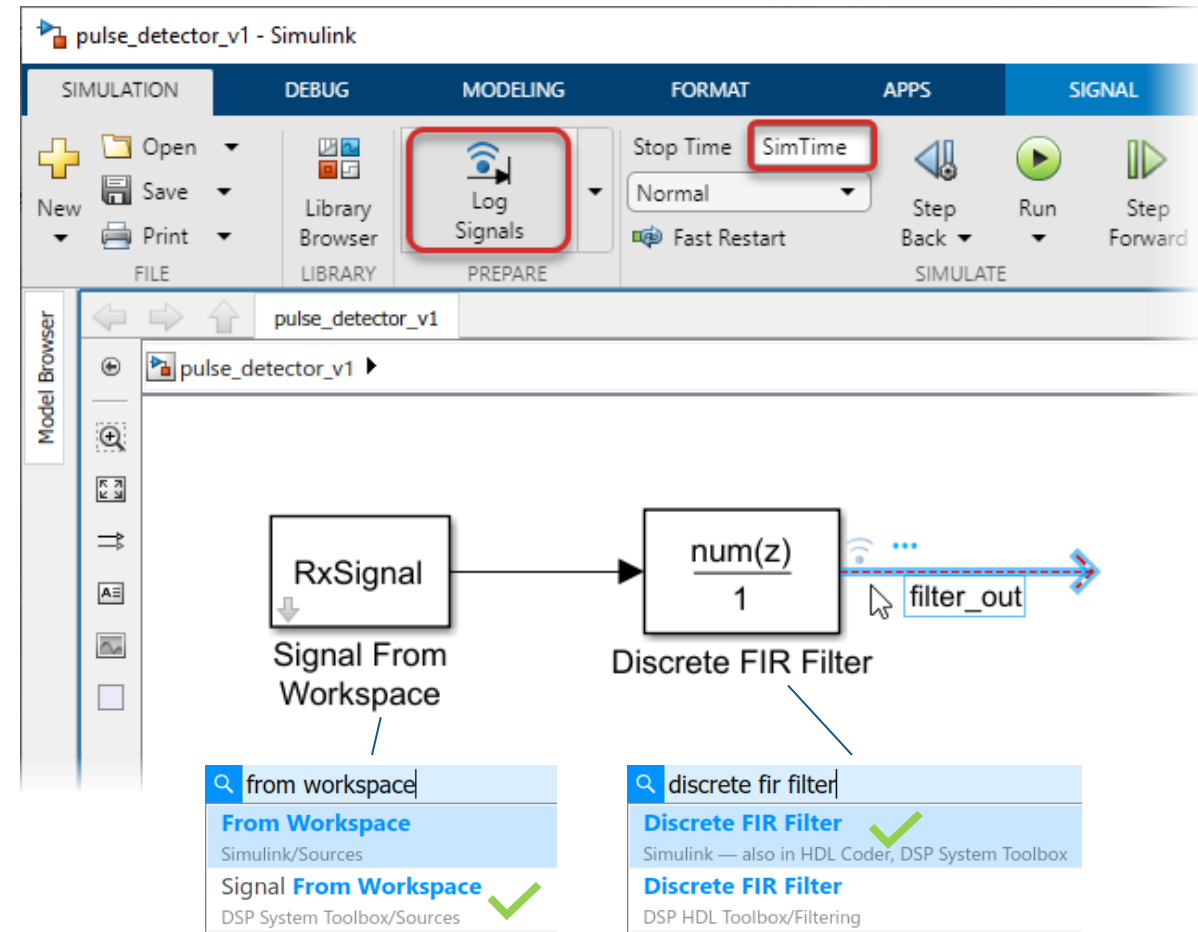 pulse_detector_v1 - Simulink
SIMULATION DEBUG MODELING FORMAT APPS SIGNAL
New
Open
Save
Print
FILE
Library
Browser
LIBRARY
Log
Signals
PREPARE
Stop Time SimTime
Normal
Fast Restart
Step
Back
Run
Step
Forward
SIMULATE
Model Browser
pulse_detector_v1
pulse_detector_v1
RxSignal
Signal From
Workspace
num(z)
1
Discrete FIR Filter
filter_out
from workspace
From Workspace
Simulink/Sources
Signal From Workspace
DSP System Toolbox/Sources
discrete fir filter
Discrete FIR Filter
Simulink — also in HDL Coder, DSP System Toolbox
Discrete FIR Filter
DSP HDL Toolbox/Filtering